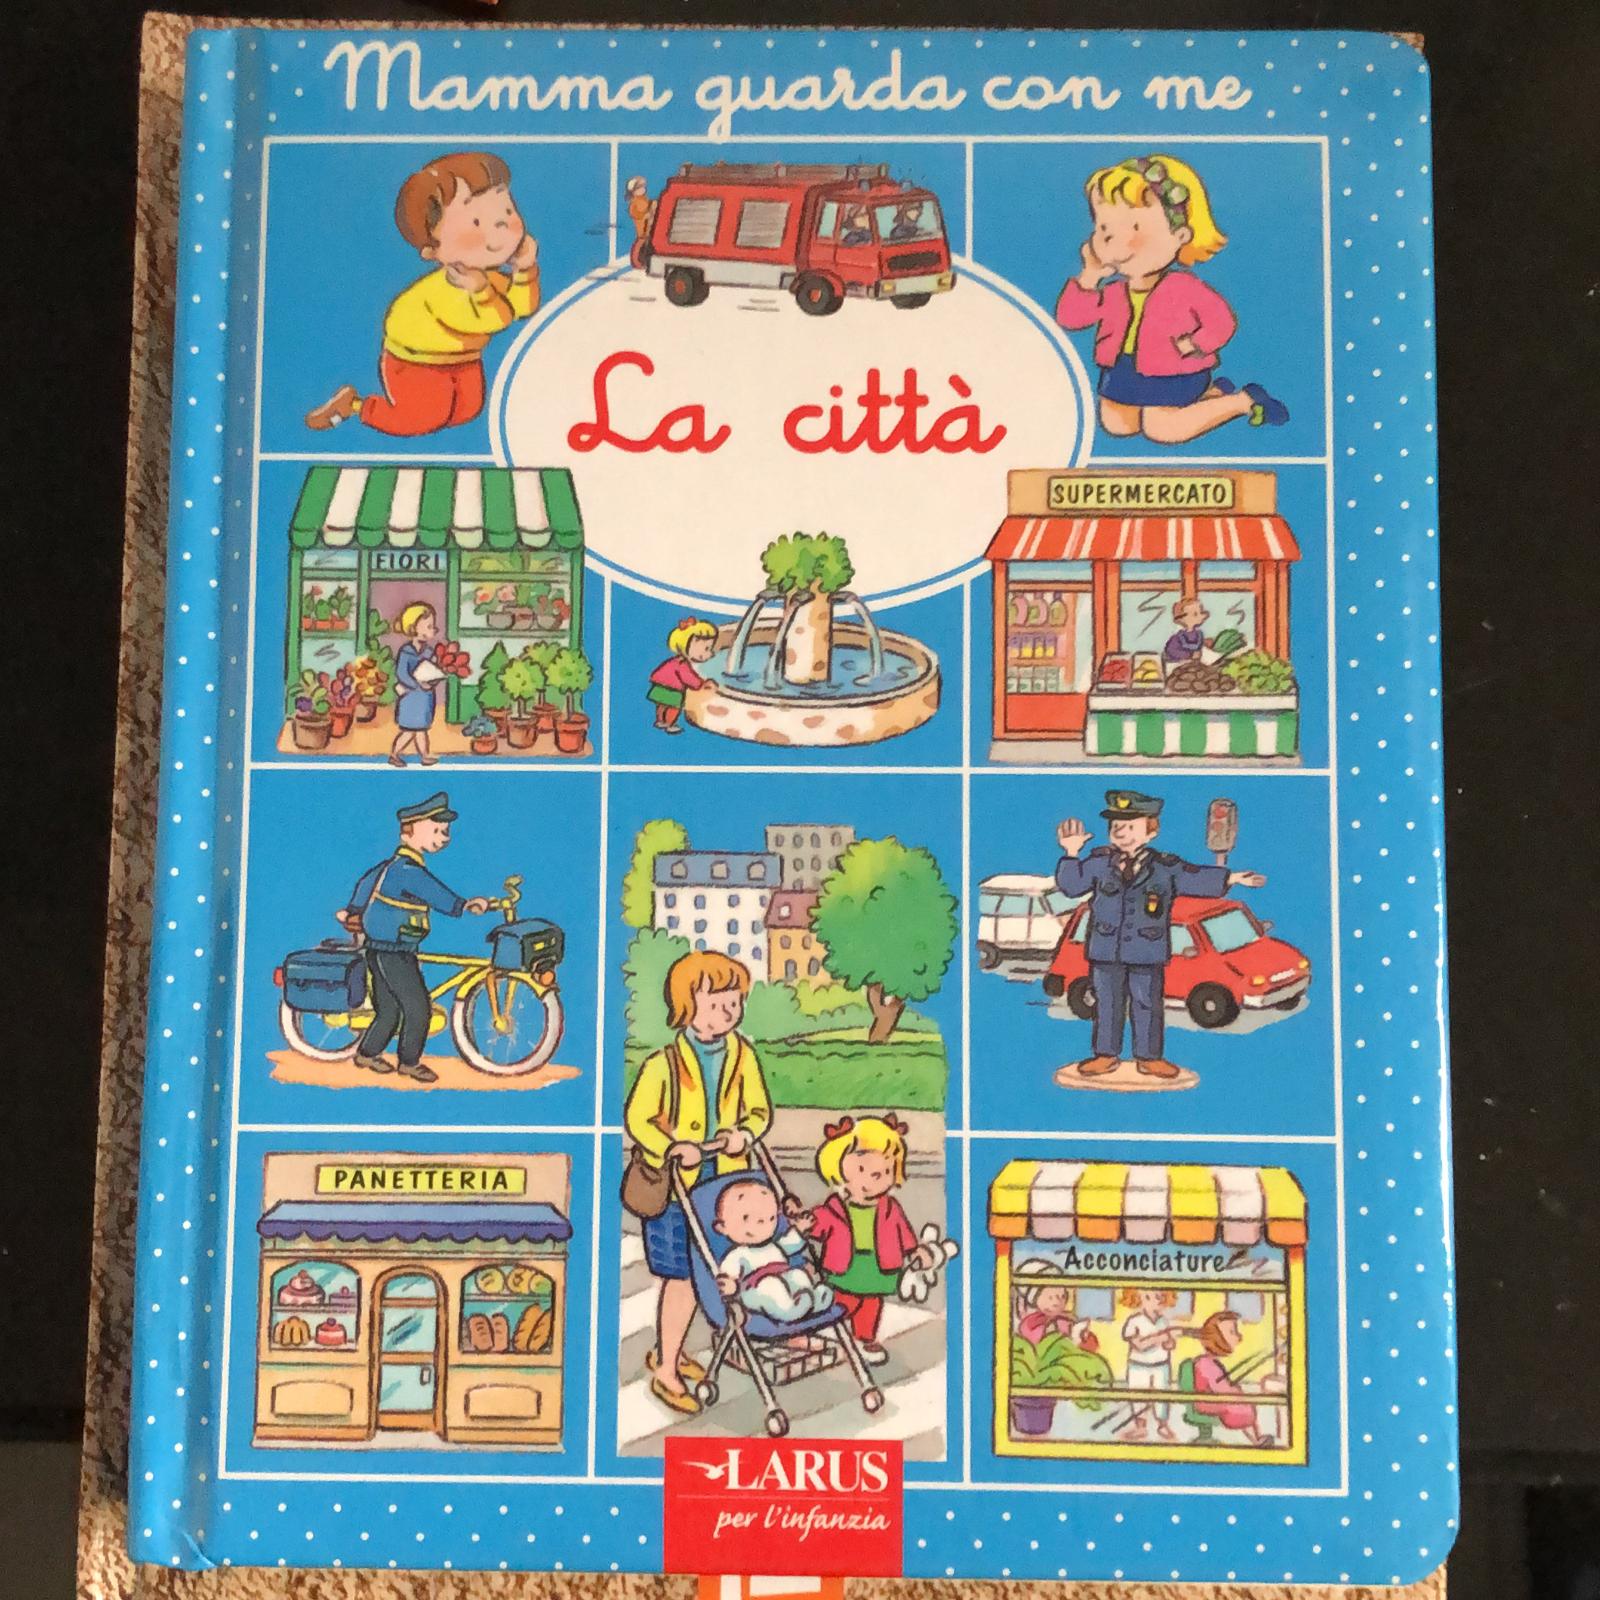 Mamma guarda con me
La città
FIORI
SUPERMERCATO
PANETTERIA
Acconciature
LARUS
per l'infanzia